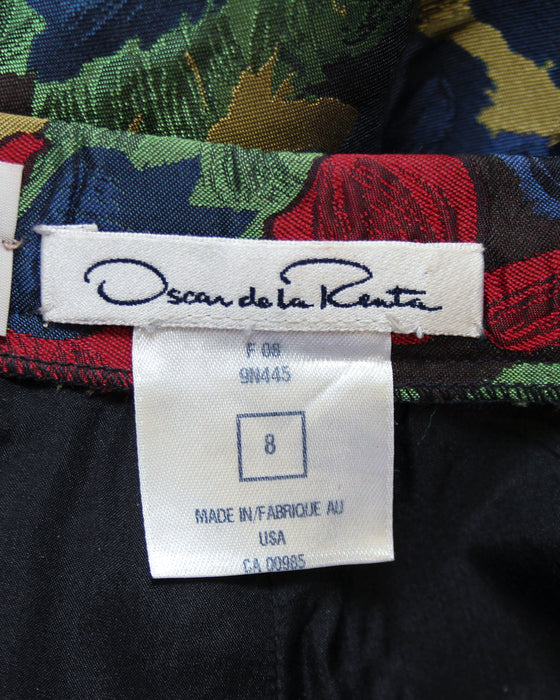 Oscar de la Renta
F 08
9N445
8
MADE IN/FABRIQUE AU
USA
CA 00985